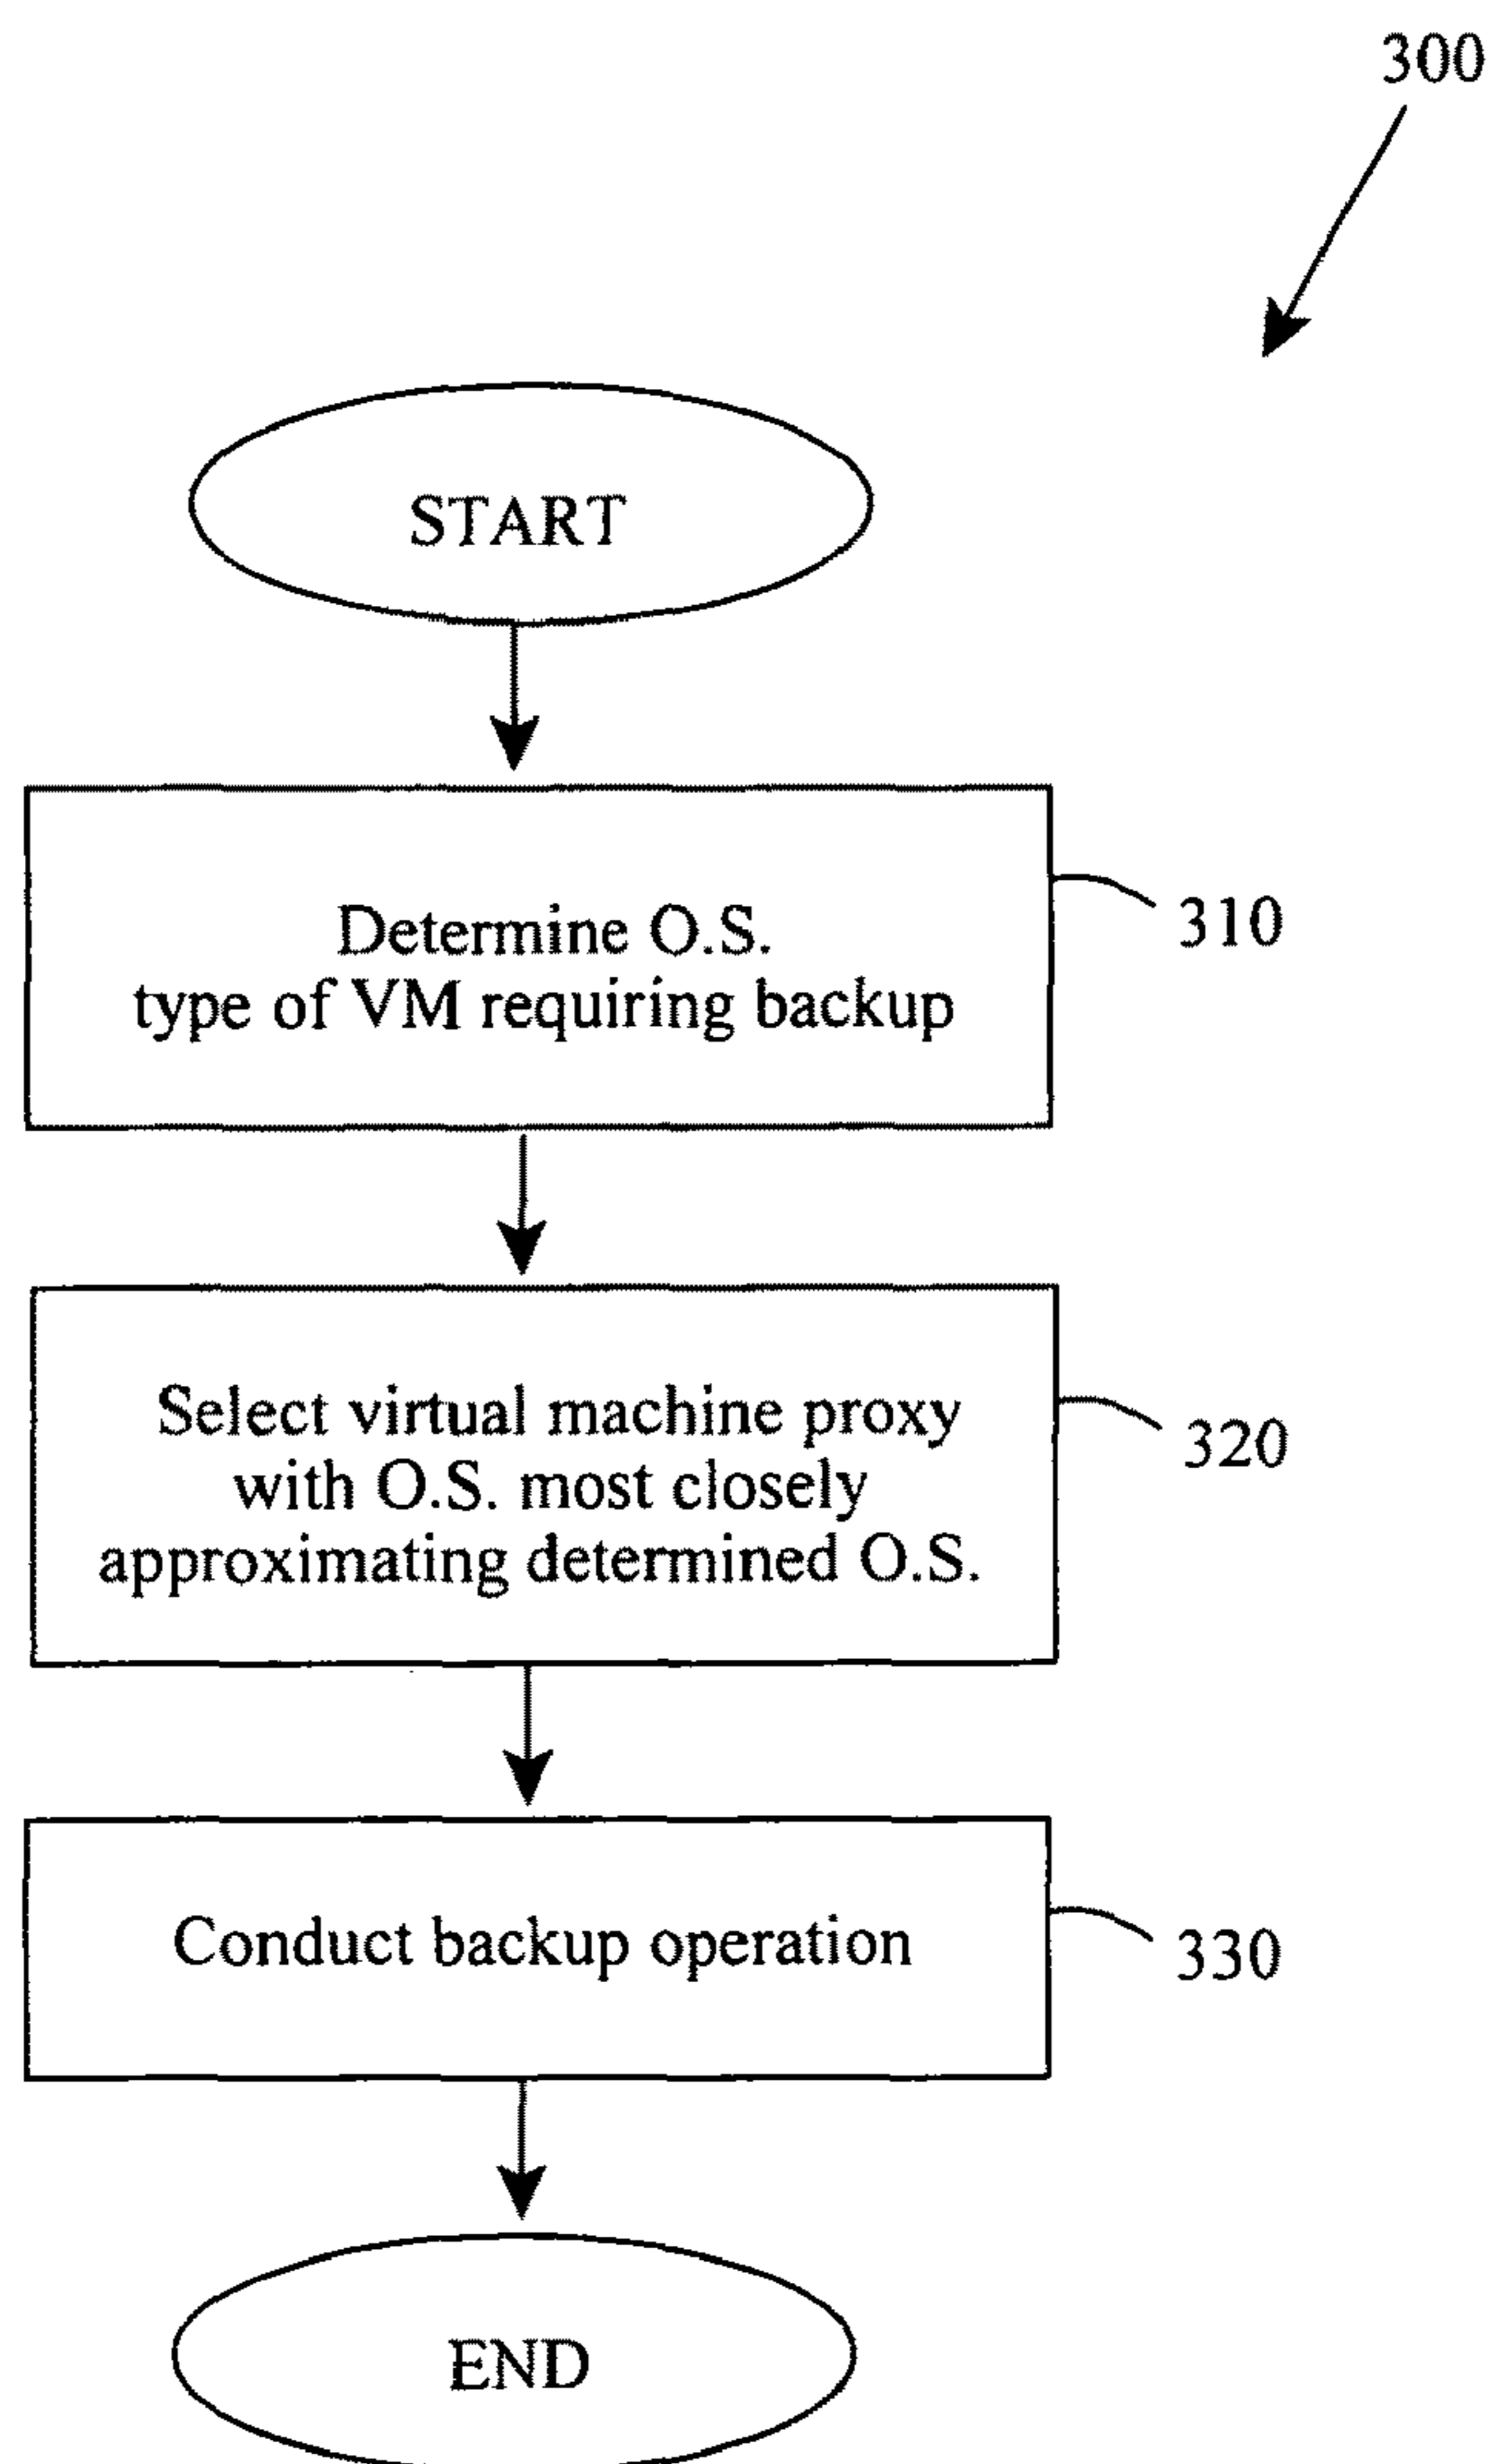 300
START
Determine O.S.
type of VM requiring backup
310
Select virtual machine proxy
with O.S. most closely
approximating determined O.S.
320
Conduct backup operation
330
END